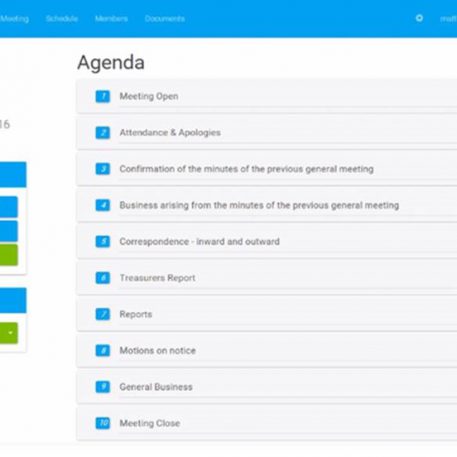 Meeting Schedule Members Documents
Agenda
16
1 Meeting Open
2 Attendance & Apologies
3 Confirmation of the minutes of the previous general meeting
4 Business arising from the minutes of the previous general meeting
5 Correspondence - inward and outward
6 Treasurers Report
7 Reports
8 Motions on notice
9 General Business
10 Meeting Close